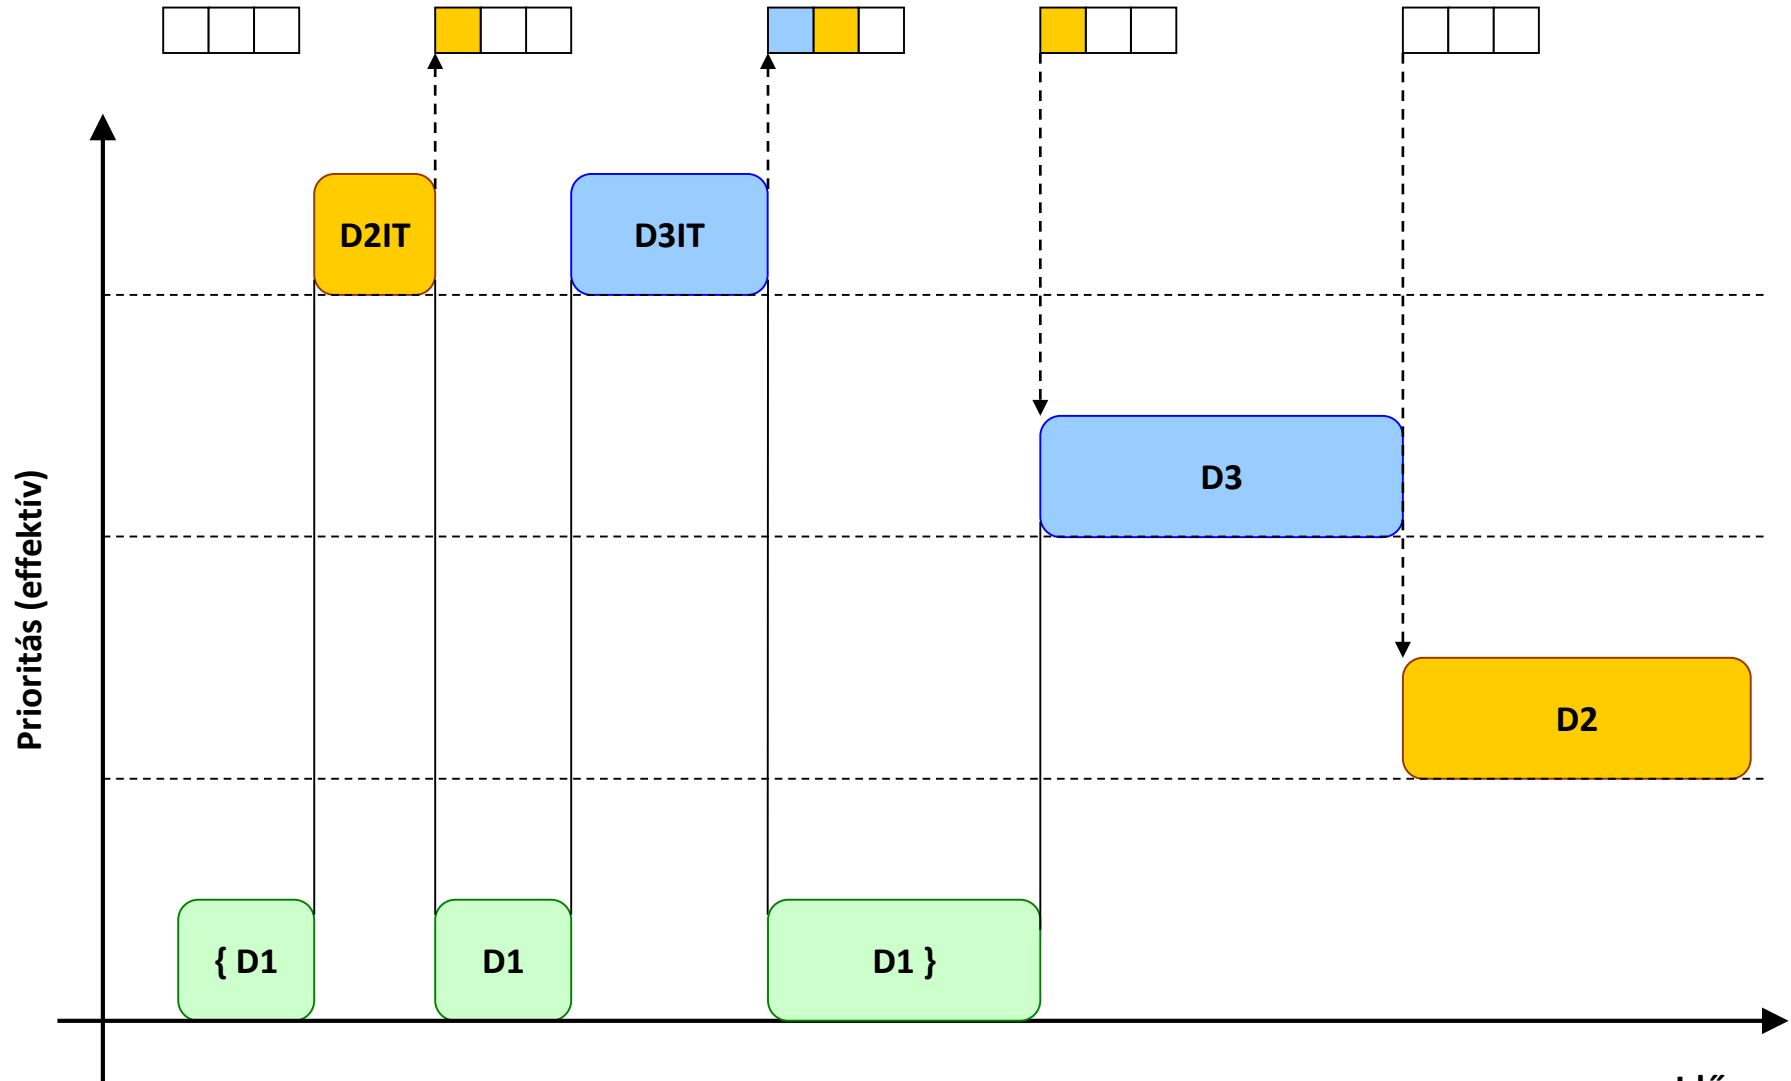 D2IT
D3IT
Prioritás (effektív)
D3
D2
{ D1
D1
D1 }